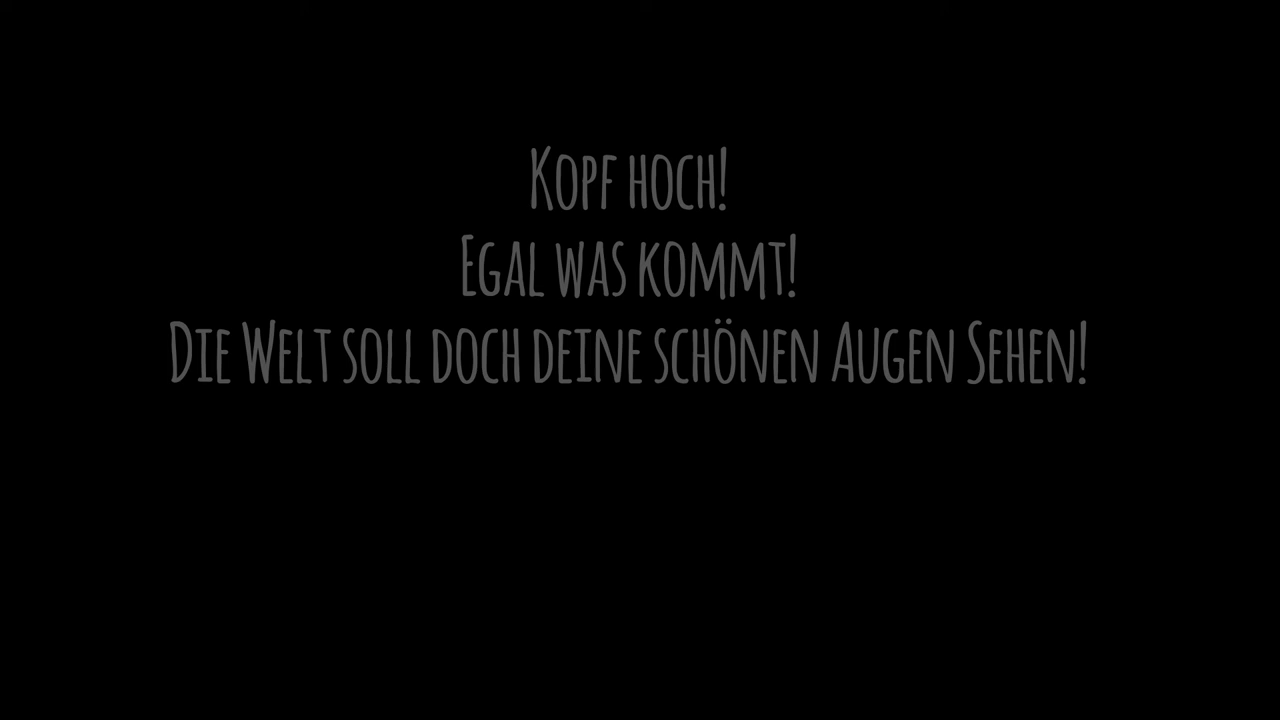 Kopf hoch!
Egal was kommt!
Die Welt soll doch deine schönen Augen Sehen!